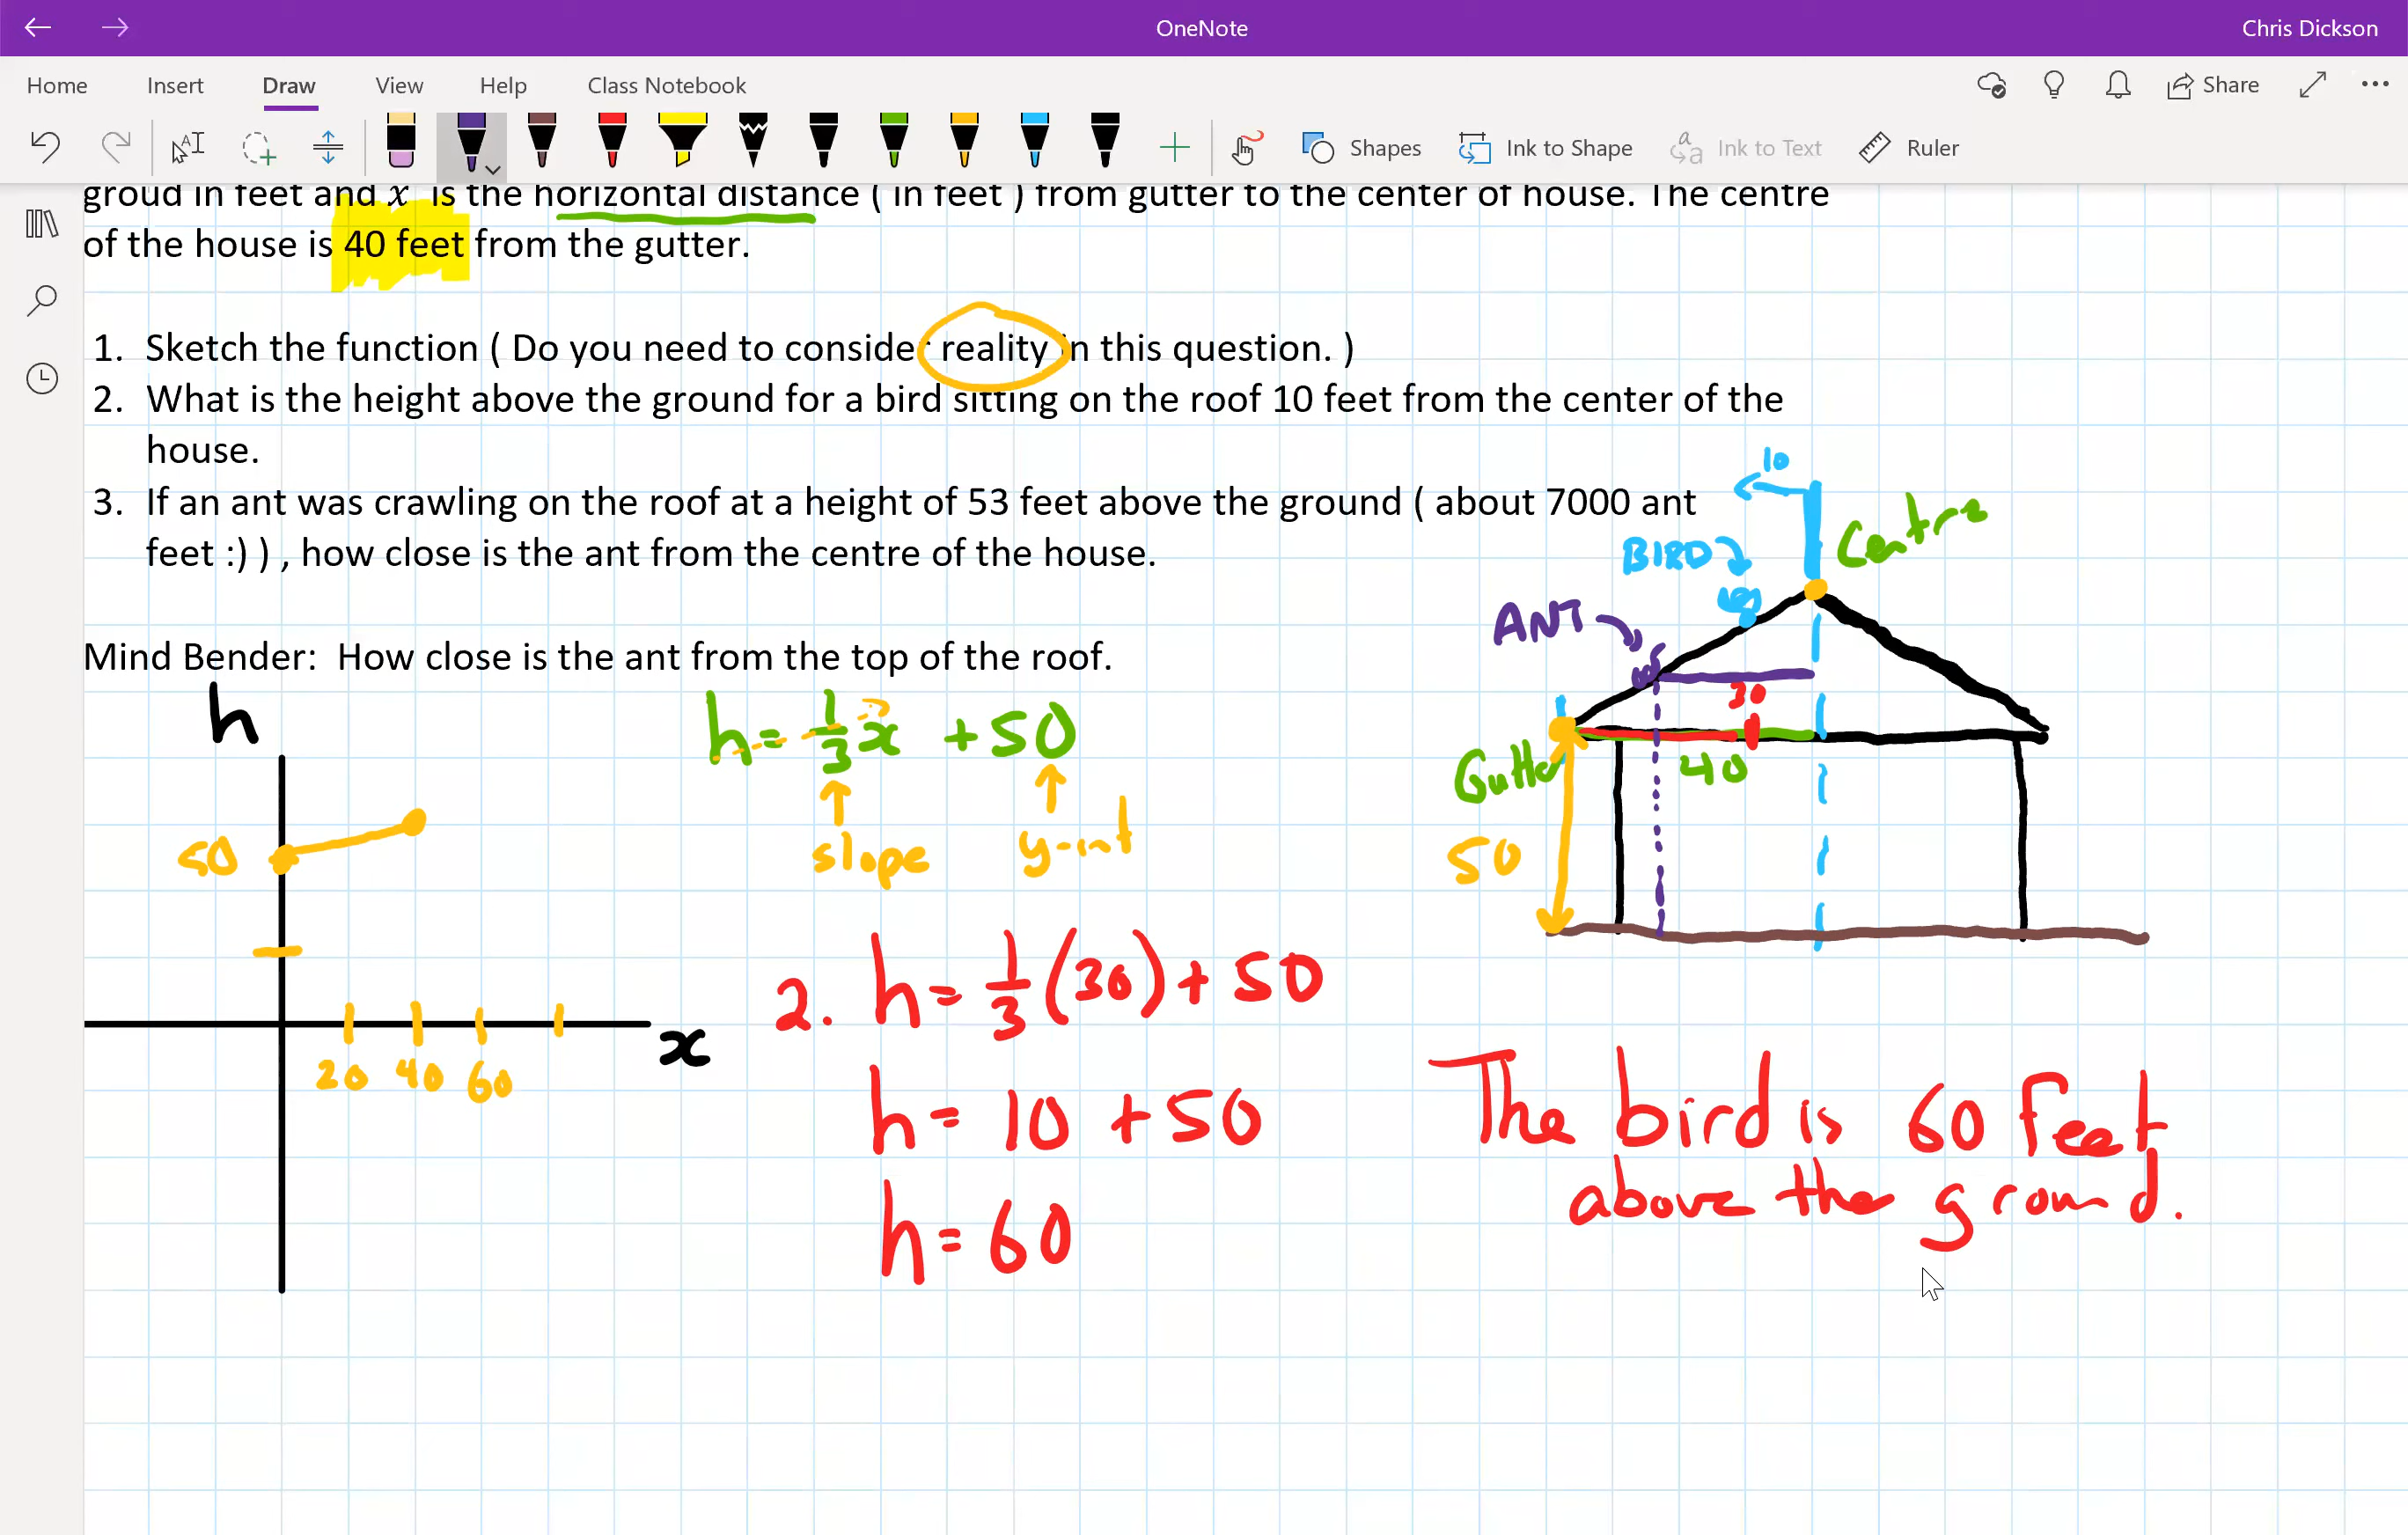 OneNote
Chris Dickson
Home Insert Draw View Help Class Notebook Share
Shapes Ink to Shape Ink to Text Ruler
groud in feet and x is the horizontal distance ( in feet ) from gutter to the center of house. The centre
of the house is 40 feet from the gutter.
1. Sketch the function ( Do you need to consider reality in this question. )
2. What is the height above the ground for a bird sitting on the roof 10 feet from the center of the
house.
3. If an ant was crawling on the roof at a height of 53 feet above the ground ( about 7000 ant
feet :) ) , how close is the ant from the centre of the house.
Mind Bender: How close is the ant from the top of the roof.
10
Centre
BIRD
ANT
30
Gutter
40
50
h
50
20 40 60
x
h = 1/3 x + 50
slope
y-int
2. h = 1/3 (30) + 50
h = 10 + 50
h = 60
The bird is 60 feet
above the ground.